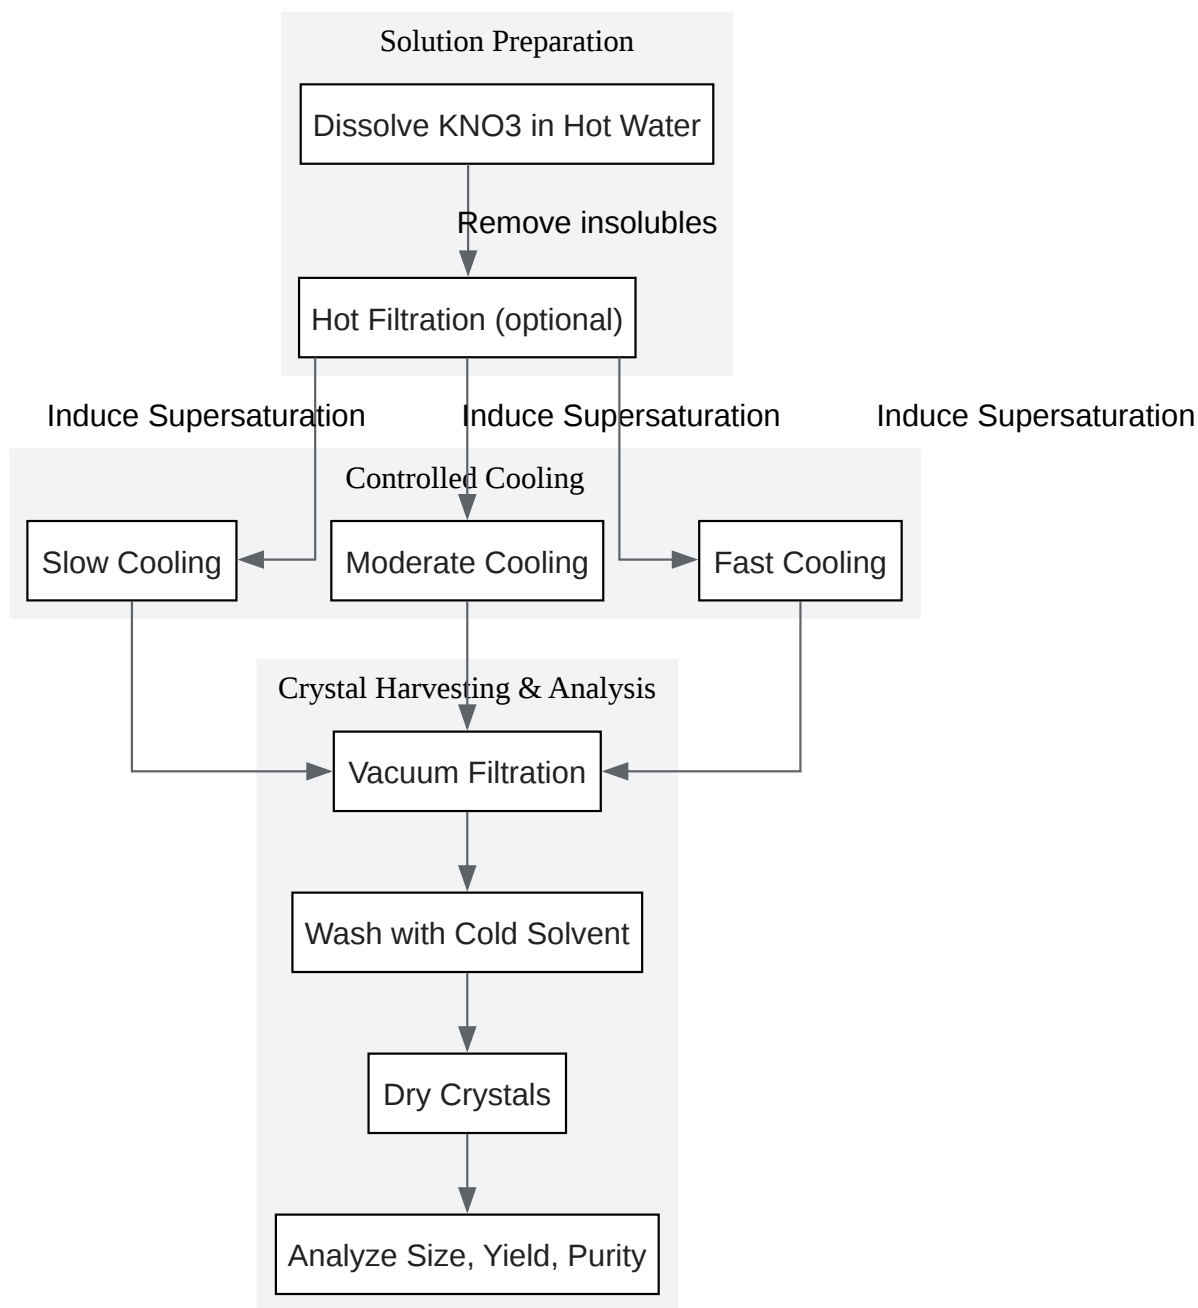 Solution Preparation
Dissolve KNO3 in Hot Water
Remove insolubles
Hot Filtration (optional)
Induce Supersaturation
Induce Supersaturation
Induce Supersaturation
Controlled Cooling
Slow Cooling
Moderate Cooling
Fast Cooling
Crystal Harvesting & Analysis
Vacuum Filtration
Wash with Cold Solvent
Dry Crystals
Analyze Size, Yield, Purity